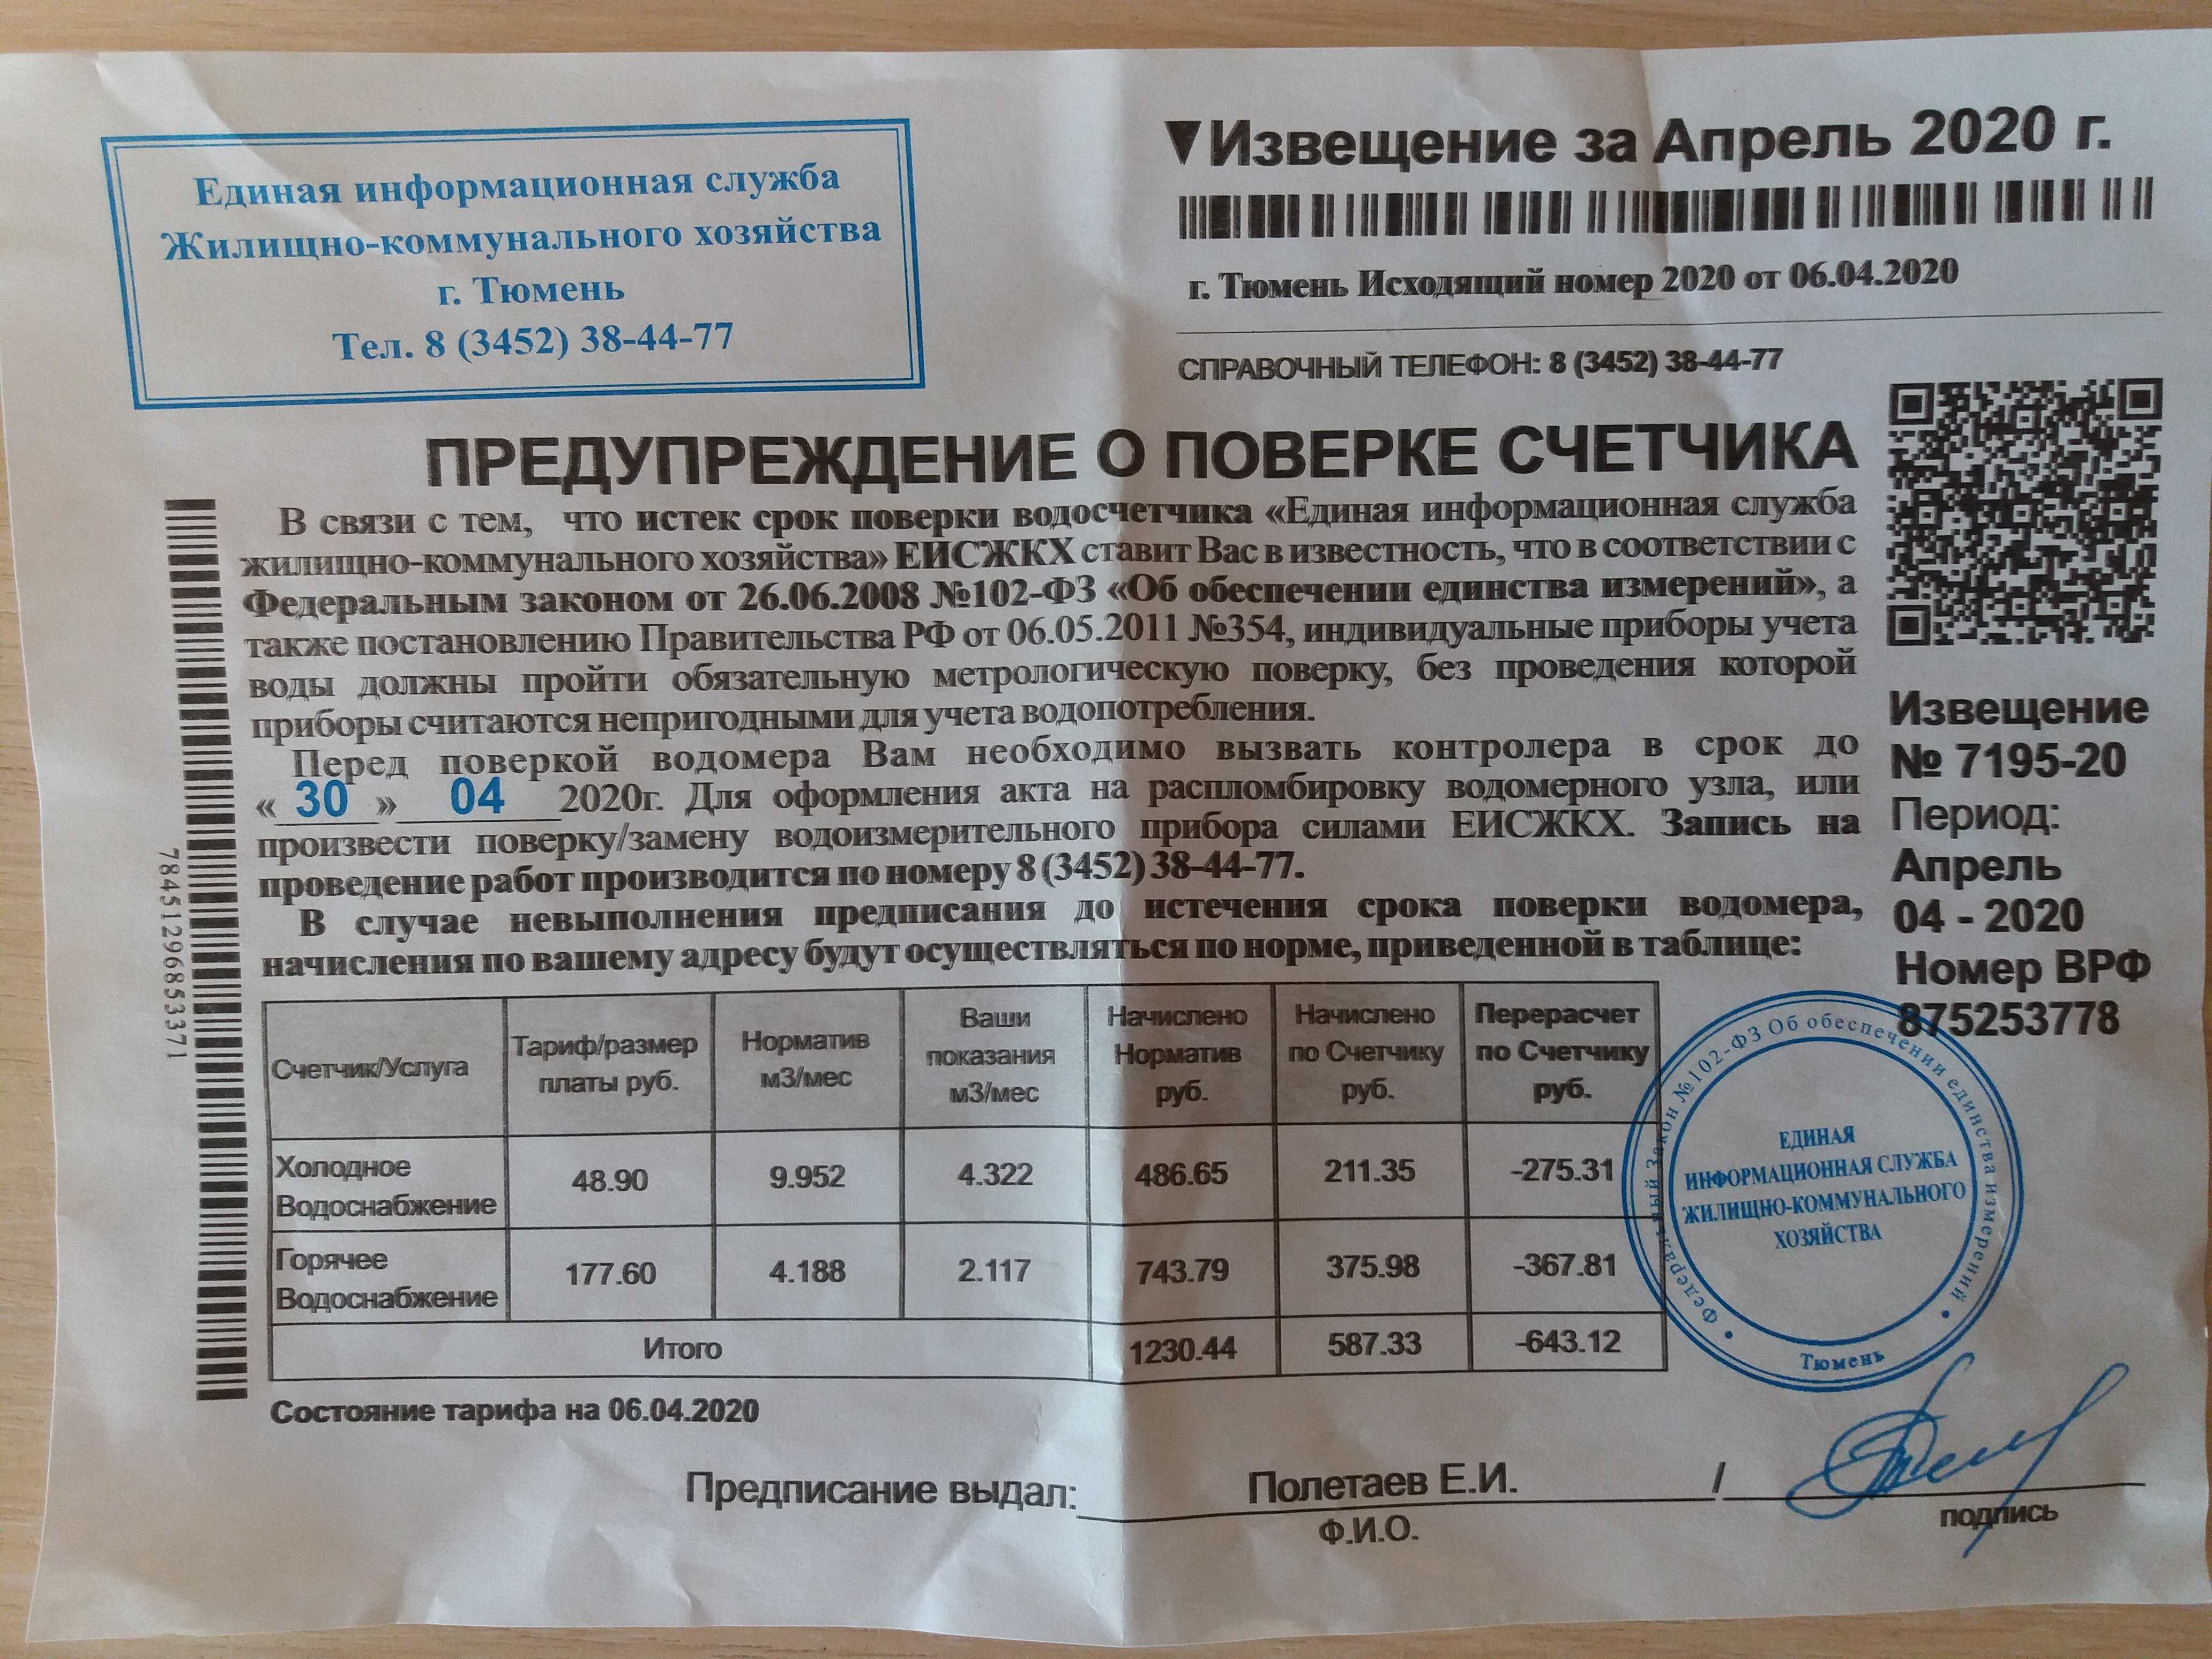 Единая информационная служба
Жилищно-коммунального хозяйства
г. Тюмень
Тел. 8 (3452) 38-44-77
▼Извещение за Апрель 2020 г.
г. Тюмень Исходящий номер 2020 от 06.04.2020
СПРАВОЧНЫЙ ТЕЛЕФОН: 8 (3452) 38-44-77
ПРЕДУПРЕЖДЕНИЕ О ПОВЕРКЕ СЧЕТЧИКА
В связи с тем, что истек срок поверки водосчетчика «Единая информационная служба
жилищно-коммунального хозяйства» ЕИСЖКХ ставит Вас в известность, что в соответствии с
Федеральным законом от 26.06.2008 №102-ФЗ «Об обеспечении единства измерений», а
также постановлению Правительства РФ от 06.05.2011 №354, индивидуальные приборы учета
воды должны пройти обязательную метрологическую поверку, без проведения которой
приборы считаются непригодными для учета водопотребления.
Перед поверкой водомера Вам необходимо вызвать контролера в срок до
« 30 » 04 2020г. Для оформления акта на распломбировку водомерного узла, или
произвести поверку/замену водоизмерительного прибора силами ЕИСЖКХ. Запись на
проведение работ производится по номеру 8 (3452) 38-44-77.
В случае невыполнения предписания до истечения срока поверки водомера,
начисления по вашему адресу будут осуществляться по норме, приведенной в таблице:
Извещение
№ 7195-20
Период:
Апрель
04 - 2020
Номер ВРФ
875253778
78451296853371
Счетчик/Услуга
Тариф/размер
платы руб.
Норматив
м3/мес
Ваши
показания
м3/мес
Начислено
Норматив
руб.
Начислено
по Счетчику
руб.
Перерасчет
по Счетчику
руб.
Холодное
Водоснабжение
48.90
9.952
4.322
486.65
211.35
-275.31
Горячее
Водоснабжение
177.60
4.188
2.117
743.79
375.98
-367.81
Итого
1230.44
587.33
-643.12
Федеральный Закон №102-ФЗ Об обеспечении единства измерений
ЕДИНАЯ
ИНФОРМАЦИОННАЯ СЛУЖБА
ЖИЛИЩНО-КОММУНАЛЬНОГО
ХОЗЯЙСТВА
Тюмень
Состояние тарифа на 06.04.2020
Предписание выдал: Полетаев Е.И. /
Ф.И.О.
подпись